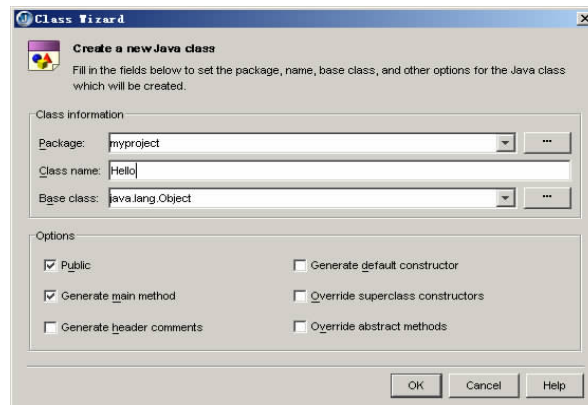 Class Wizard
Create a new Java class
Fill in the fields below to set the package, name, base class, and other options for the Java class
which will be created.
Class information
Package: myproject ...
Class name: Hello
Base class: java.lang.Object ...
Options
Public
Generate default constructor
Generate main method
Override superclass constructors
Generate header comments
Override abstract methods
OK Cancel Help